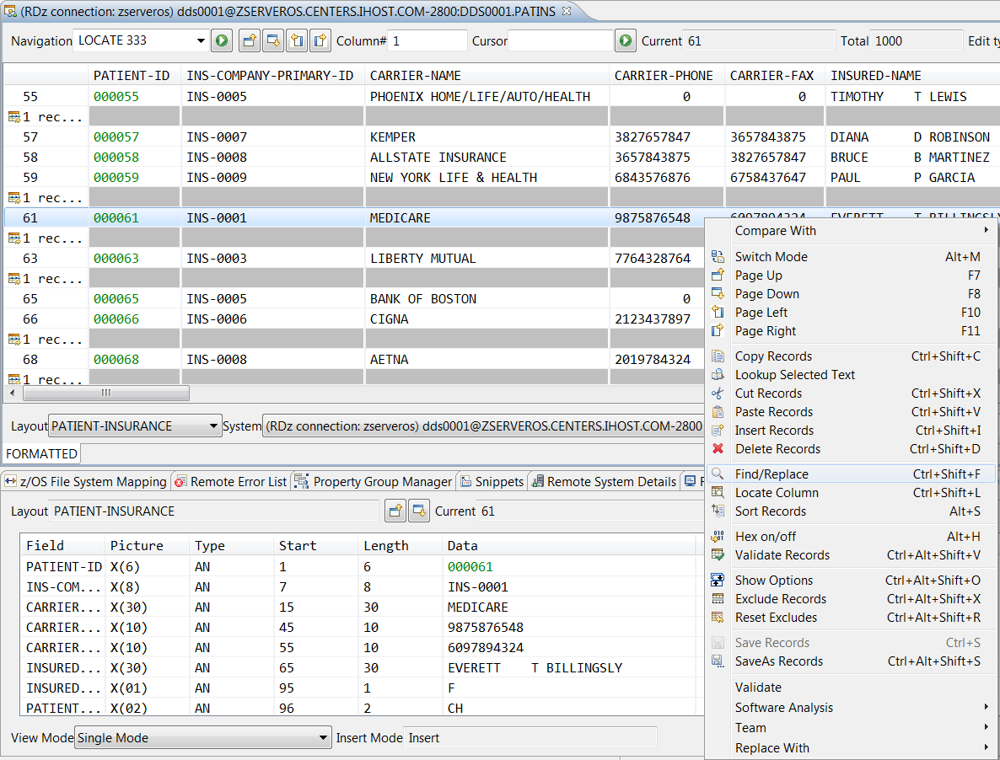 (RDz connection: zserveros) dds0001@ZSERVEROS.CENTERS.IHOST.COM-2800:DDS0001.PATINS
Navigation LOCATE 333 Column# 1 Cursor Current 61 Total 1000 Edit ty
PATIENT-ID INS-COMPANY-PRIMARY-ID CARRIER-NAME CARRIER-PHONE CARRIER-FAX INSURED-NAME
55 000055 INS-0005 PHOENIX HOME/LIFE/AUTO/HEALTH 0 0 TIMOTHY T LEWIS
1 rec...
57 000057 INS-0007 KEMPER 3827657847 3657843875 DIANA D ROBINSON
58 000058 INS-0008 ALLSTATE INSURANCE 3657843875 3827657847 BRUCE B MARTINEZ
59 000059 INS-0009 NEW YORK LIFE & HEALTH 6843576876 6758437647 PAUL P GARCIA
1 rec...
61 000061 INS-0001 MEDICARE 9875876548 6097894324 EVERETT T BILLINGSLY
1 rec...
63 000063 INS-0003 LIBERTY MUTUAL 7764328764
1 rec...
65 000065 INS-0005 BANK OF BOSTON 0
66 000066 INS-0006 CIGNA 2123437897
1 rec...
68 000068 INS-0008 AETNA 2019784324
1 rec...
Layout PATIENT-INSURANCE System (RDz connection: zserveros) dds0001@ZSERVEROS.CENTERS.IHOST.COM-2800
FORMATTED
z/OS File System Mapping Remote Error List Property Group Manager Snippets Remote System Details
Layout PATIENT-INSURANCE Current 61
Field Picture Type Start Length Data
PATIENT-ID X(6) AN 1 6 000061
INS-COM... X(8) AN 7 8 INS-0001
CARRIER... X(30) AN 15 30 MEDICARE
CARRIER... X(10) AN 45 10 9875876548
CARRIER... X(10) AN 55 10 6097894324
INSURED... X(30) AN 65 30 EVERETT T BILLINGSLY
INSURED... X(01) AN 95 1 F
PATIENT... X(02) AN 96 2 CH
View Mode Single Mode Insert Mode Insert
Compare With
Switch Mode Alt+M
Page Up F7
Page Down F8
Page Left F10
Page Right F11
Copy Records Ctrl+Shift+C
Lookup Selected Text
Cut Records Ctrl+Shift+X
Paste Records Ctrl+Shift+V
Insert Records Ctrl+Shift+I
Delete Records Ctrl+Shift+D
Find/Replace Ctrl+Shift+F
Locate Column Ctrl+Shift+L
Sort Records Alt+S
Hex on/off Alt+H
Validate Records Ctrl+Alt+Shift+V
Show Options Ctrl+Alt+Shift+O
Exclude Records Ctrl+Alt+Shift+X
Reset Excludes Ctrl+Alt+Shift+R
Save Records Ctrl+S
SaveAs Records Ctrl+Alt+Shift+S
Validate
Software Analysis
Team
Replace With